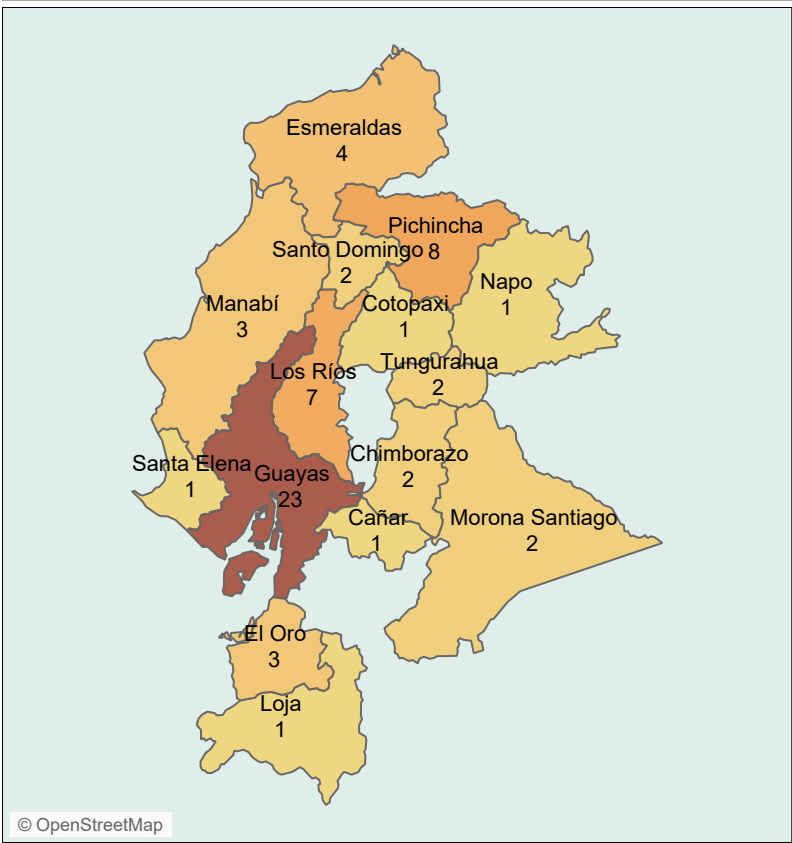 Esmeraldas
4
Pichincha
8
Santo Domingo
2
Napo
1
Manabí
3
Cotopaxi
1
Tungurahua
2
Los Ríos
7
Chimborazo
2
Santa Elena
1
Guayas
23
Cañar
1
Morona Santiago
2
El Oro
3
Loja
1
© OpenStreetMap